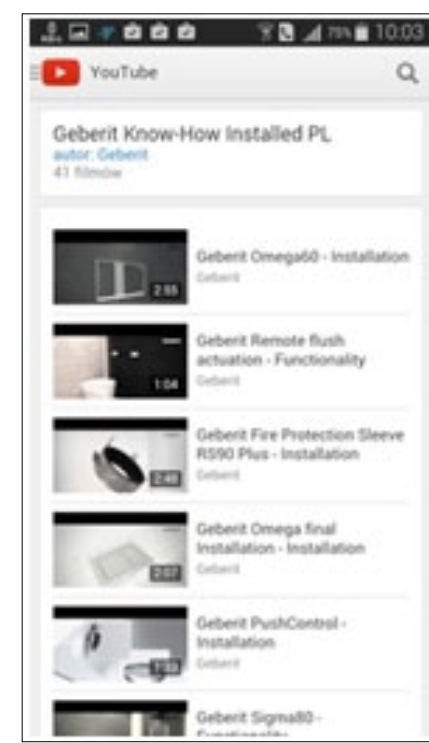 75% 10:03
YouTube
Geberit Know-How Installed PL
autor: Geberit
41 filmów
Geberit Omega60 - Installation
Geberit
2:55
Geberit Remote flush
actuation - Functionality
Geberit
1:04
Geberit Fire Protection Sleeve
RS90 Plus - Installation
Geberit
2:48
Geberit Omega final
Installation - Installation
Geberit
2:07
Geberit PushControl -
Installation
Geberit
Geberit Sigma80 -
Functionality